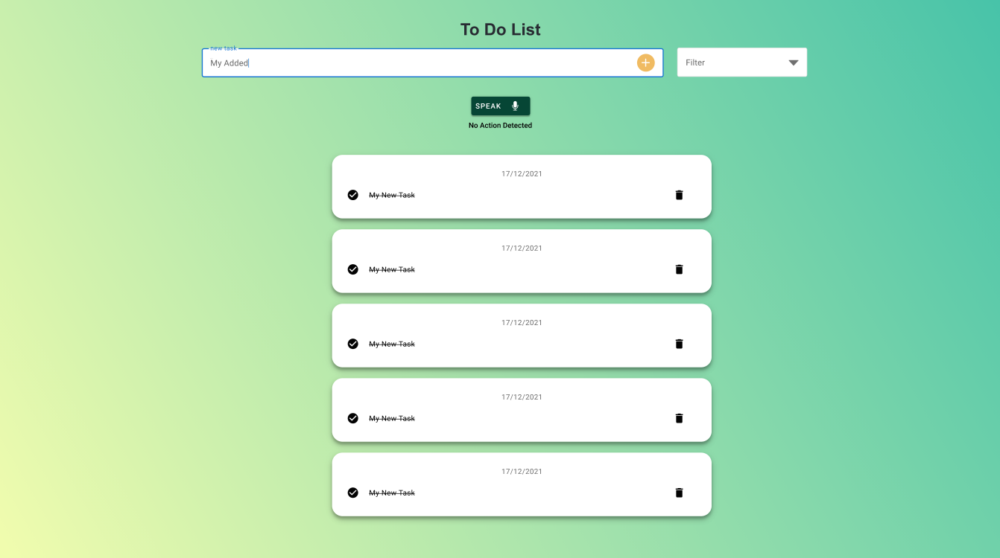 To Do List
new task
My Added
Filter
SPEAK
No Action Detected
17/12/2021
My New Task
17/12/2021
My New Task
17/12/2021
My New Task
17/12/2021
My New Task
17/12/2021
My New Task